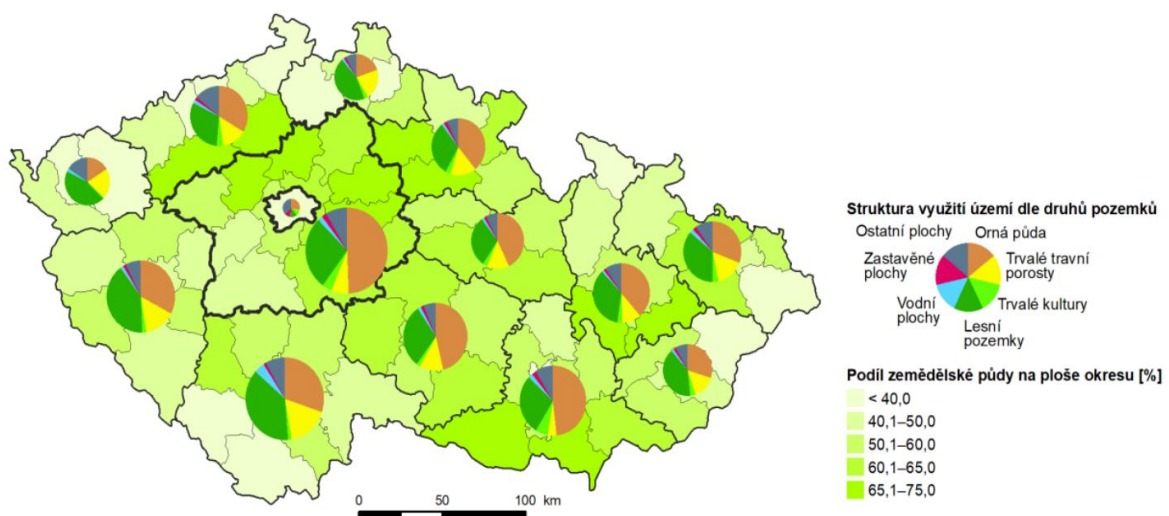 Struktura využití území dle druhů pozemků
Ostatní plochy
Orná půda
Zastavěné
plochy
Trvalé travní
porosty
Vodní
plochy
Trvalé kultury
Lesní
pozemky
Podíl zemědělské půdy na ploše okresu [%]
< 40,0
40,1–50,0
50,1–60,0
60,1–65,0
65,1–75,0
0 50 100 km